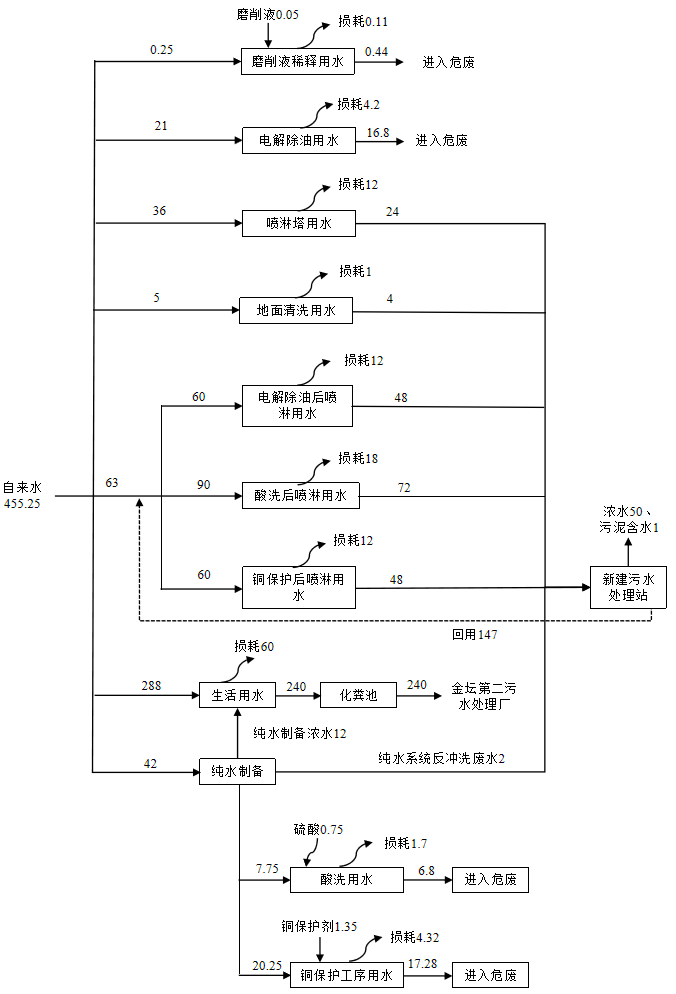 磨削液0.05
损耗0.11
0.25
磨削液稀释用水
0.44
进入危废
损耗4.2
21
电解除油用水
16.8
进入危废
损耗12
36
喷淋塔用水
24
损耗1
5
地面清洗用水
4
损耗12
60
电解除油后喷
淋用水
48
自来水
455.25
63
损耗18
90
酸洗后喷淋用水
72
浓水50、
污泥含水1
损耗12
60
铜保护后喷淋用
水
48
新建污水
处理站
回用147
损耗60
288
生活用水
240
化粪池
240
金坛第二污
水处理厂
纯水制备浓水12
42
纯水制备
纯水系统反冲洗废水2
硫酸0.75
损耗1.7
7.75
酸洗用水
6.8
进入危废
铜保护剂1.35
损耗4.32
20.25
铜保护工序用水
17.28
进入危废